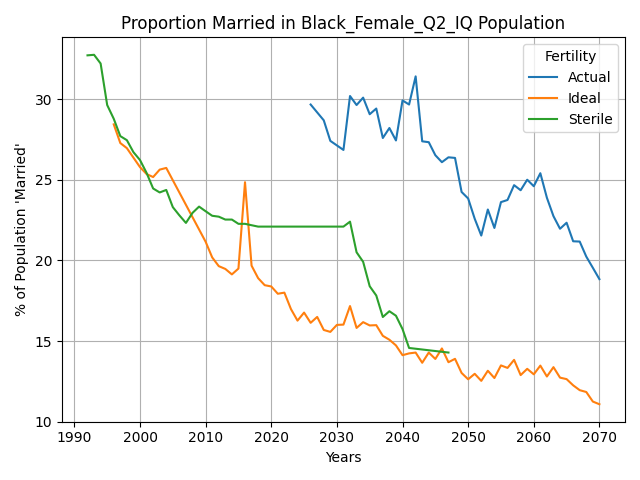 Proportion Married in Black_Female_Q2_IQ Population
% of Population 'Married'
30
25
20
15
10
Fertility
Actual
Ideal
Sterile
1990 2000 2010 2020 2030 2040 2050 2060 2070
Years